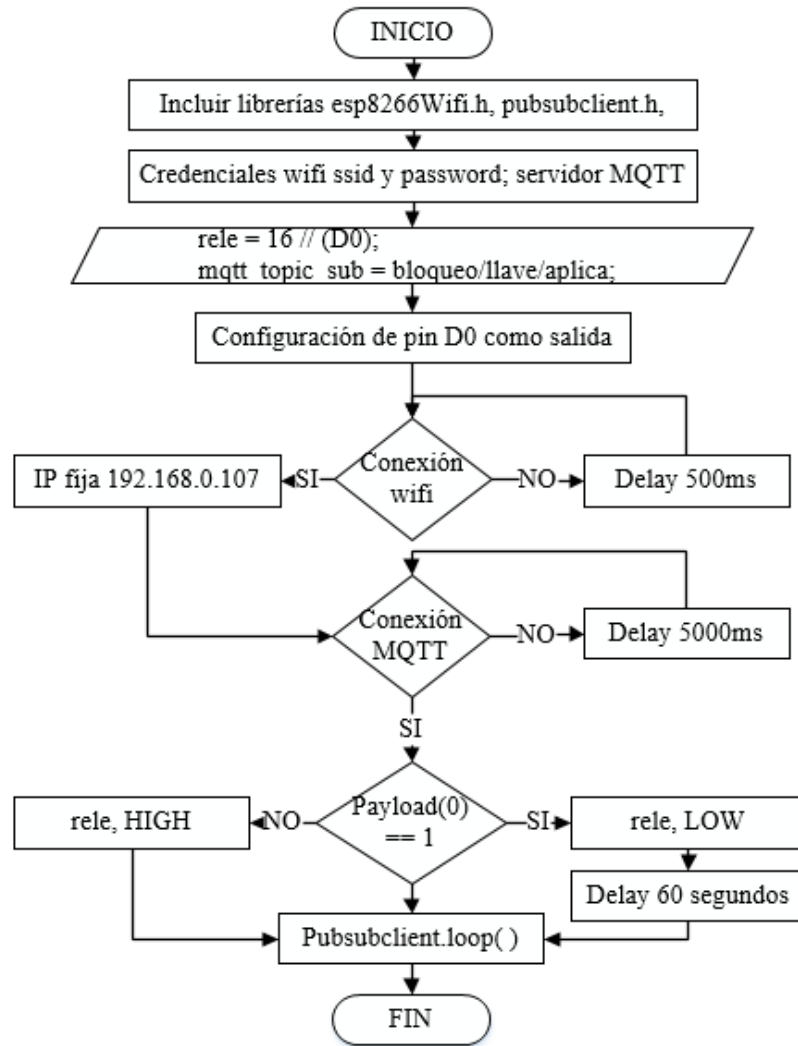 INICIO
Incluir librerías esp8266Wifi.h, pubsubclient.h,
Credenciales wifi ssid y password; servidor MQTT
rele = 16 // (D0);
mqtt_topic_sub = bloqueo/llave/aplica;
Configuración de pin D0 como salida
Conexión
wifi
SI
IP fija 192.168.0.107
NO
Delay 500ms
Conexión
MQTT
NO
Delay 5000ms
SI
Payload(0)
== 1
NO
rele, HIGH
SI
rele, LOW
Delay 60 segundos
Pubsubclient.loop( )
FIN